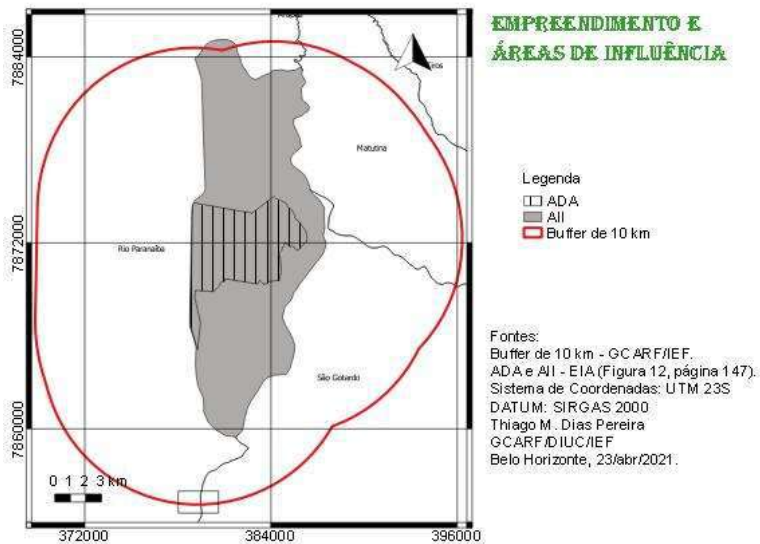 EMPREENDIMENTO E
ÁREAS DE INFLUÊNCIA
Legenda
ADA
AII
Buffer de 10 km
Fontes:
Buffer de 10 km - GCARF/IEF.
ADA e AII - EIA (Figura 12, página 147).
Sistema de Coordenadas: UTM 23S
DATUM: SIRGAS 2000
Thiago M. Dias Pereira
GCARF/DIUC/IEF
Belo Horizonte, 23/abr/2021.
7884000
7872000
7860000
Matutina
Rio Paranaíba
São Gotardo
0 1 2 3 km
372000
384000
396000